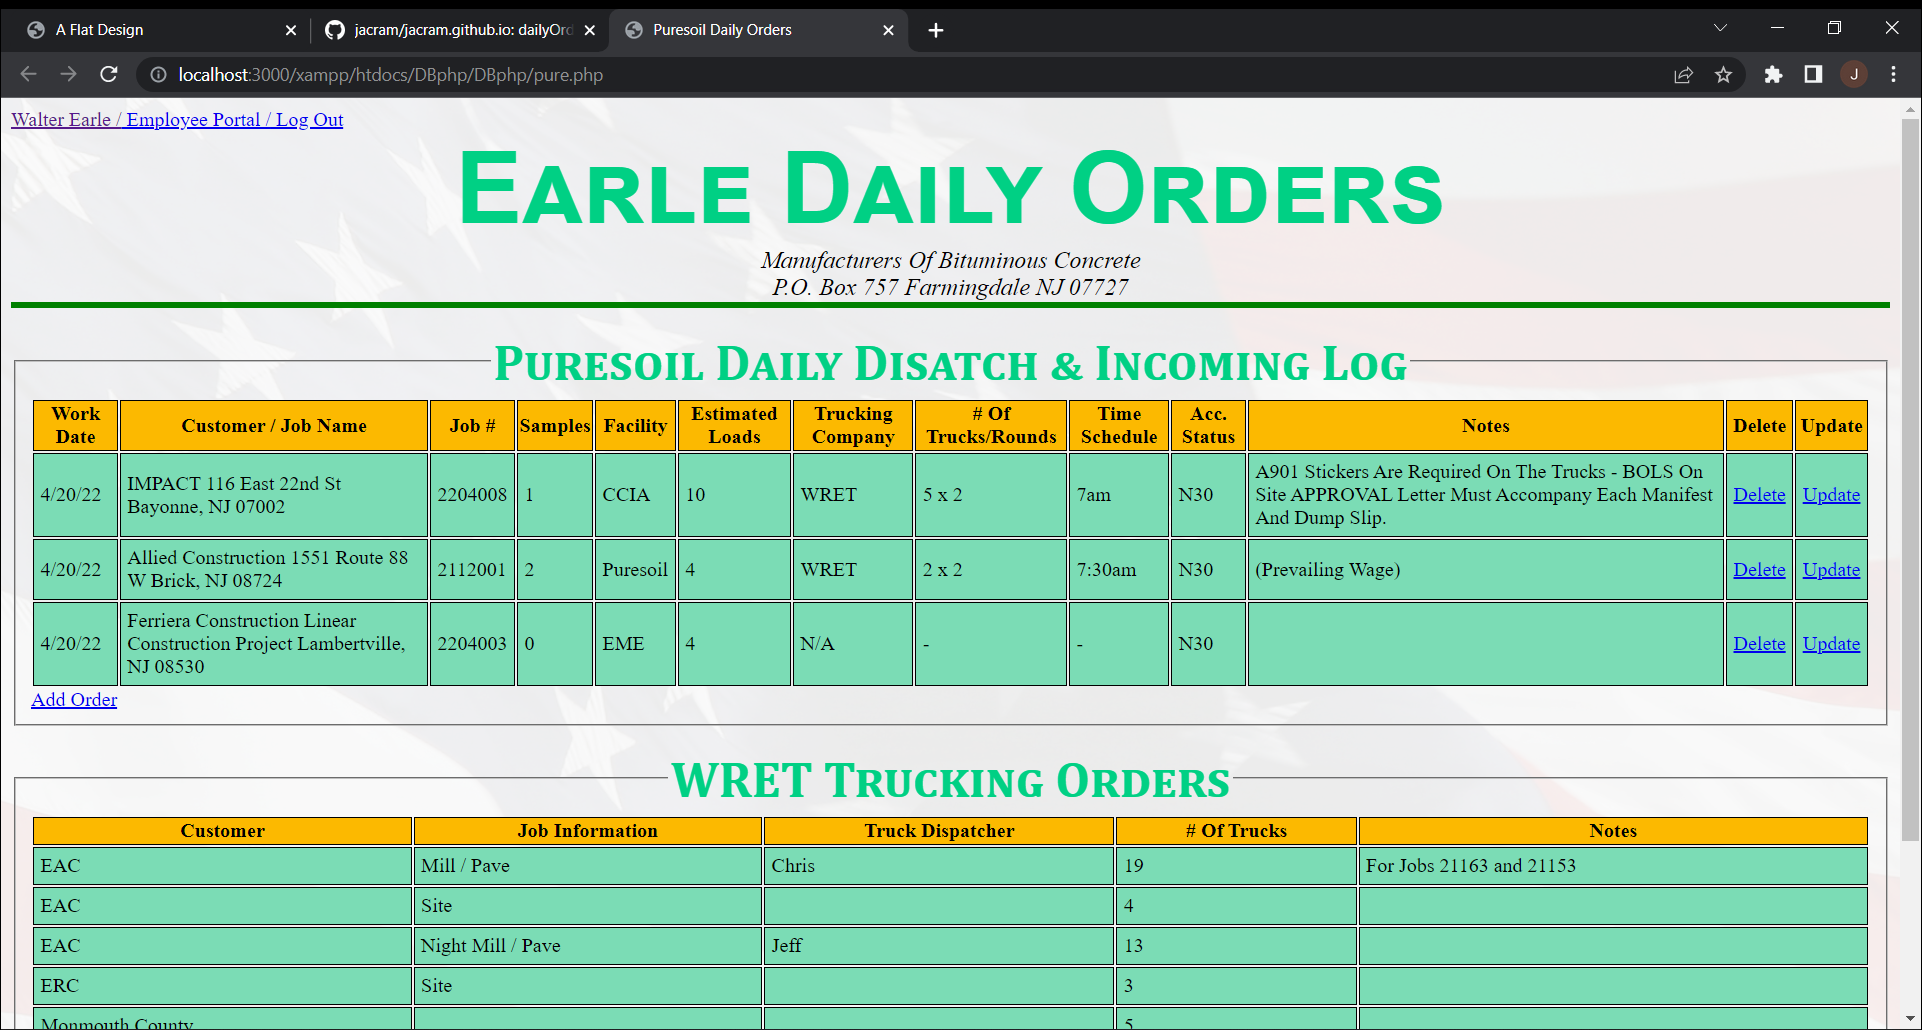 A Flat Design
jacram/jacram.github.io: dailyOrd
Puresoil Daily Orders
localhost:3000/xampp/htdocs/DBphp/DBphp/pure.php
J
Walter Earle / Employee Portal / Log Out
Earle Daily Orders
Manufacturers Of Bituminous Concrete
P.O. Box 757 Farmingdale NJ 07727
Puresoil Daily Disatch & Incoming Log
Work Date
Customer / Job Name
Job #
Samples
Facility
Estimated Loads
Trucking Company
# Of Trucks/Rounds
Time Schedule
Acc. Status
Notes
Delete
Update
4/20/22
IMPACT 116 East 22nd St
Bayonne, NJ 07002
2204008
1
CCIA
10
WRET
5 x 2
7am
N30
A901 Stickers Are Required On The Trucks - BOLS On
Site APPROVAL Letter Must Accompany Each Manifest
And Dump Slip.
Delete
Update
4/20/22
Allied Construction 1551 Route 88
W Brick, NJ 08724
2112001
2
Puresoil
4
WRET
2 x 2
7:30am
N30
(Prevailing Wage)
Delete
Update
4/20/22
Ferriera Construction Linear
Construction Project Lambertville,
NJ 08530
2204003
0
EME
4
N/A
-
-
N30
Delete
Update
Add Order
WRET Trucking Orders
Customer
Job Information
Truck Dispatcher
# Of Trucks
Notes
EAC
Mill / Pave
Chris
19
For Jobs 21163 and 21153
EAC
Site
4
EAC
Night Mill / Pave
Jeff
13
ERC
Site
3
Monmouth County
5